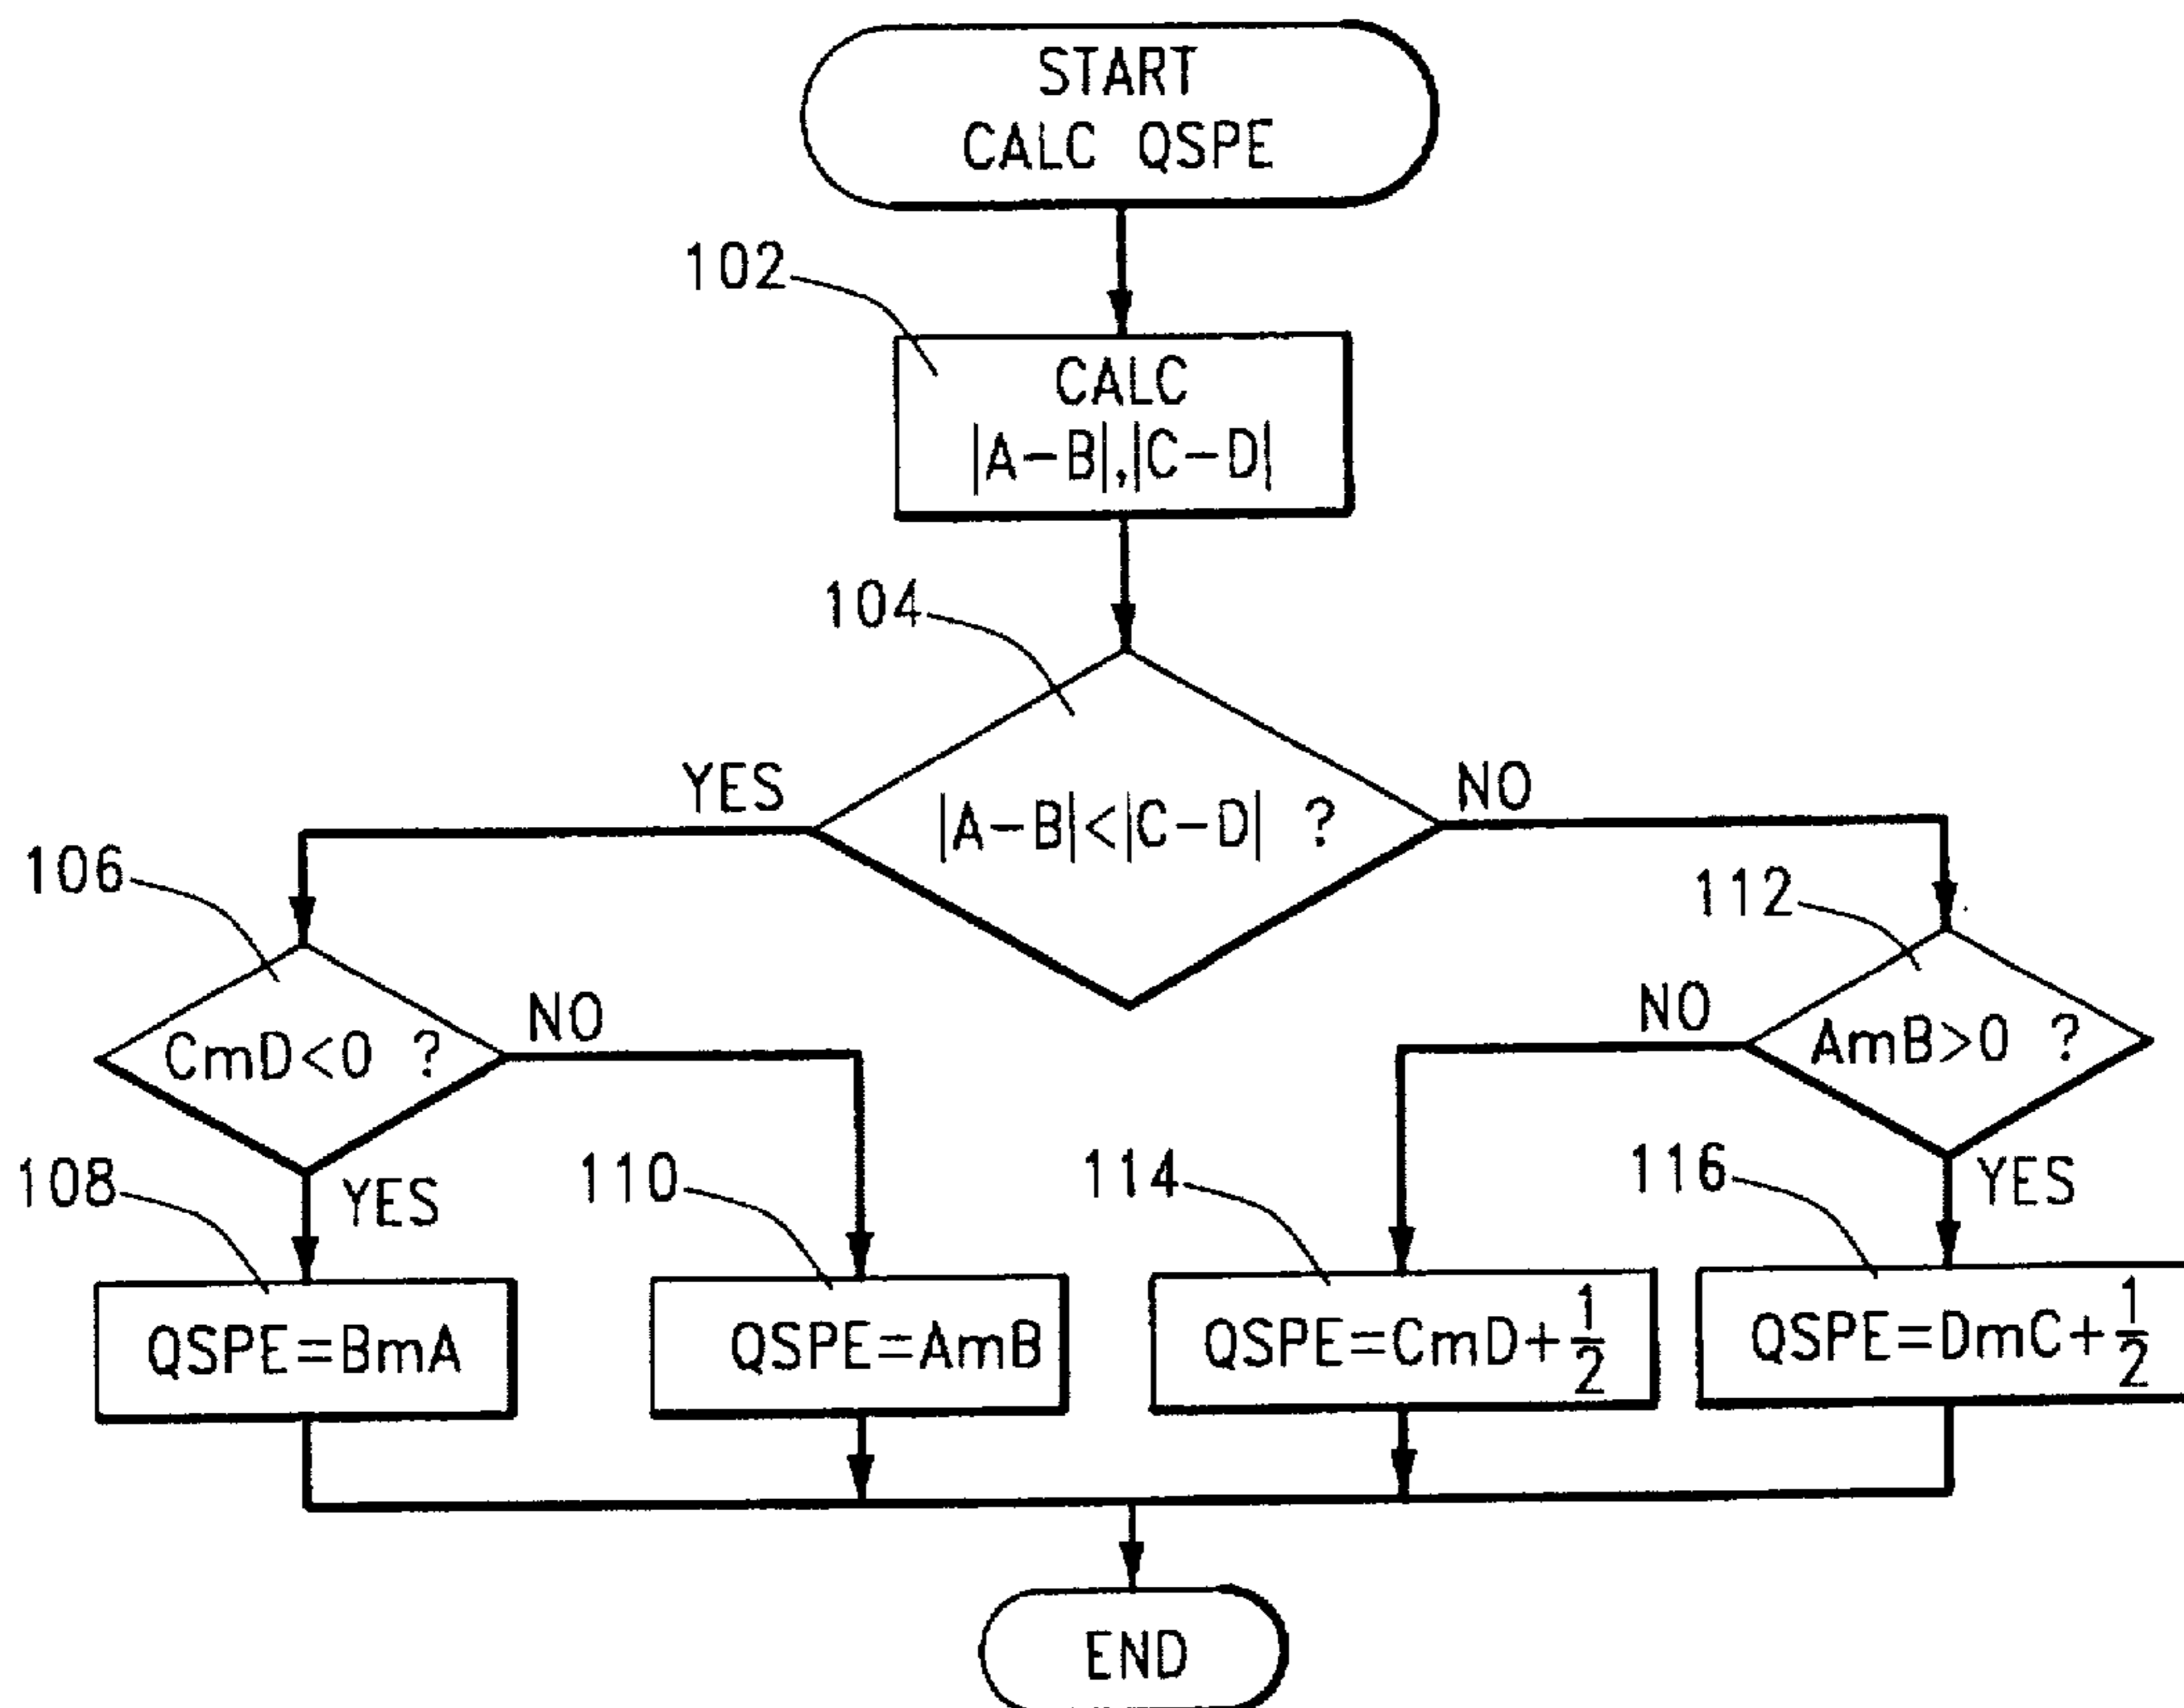 START
CALC QSPE
102
CALC
|A-B|,|C-D|
104
YES
|A-B|<|C-D| ?
NO
106
112
CmD<0 ?
NO
NO
AmB>0 ?
108
YES
110
114
116
YES
QSPE=BmA
QSPE=AmB
QSPE=CmD+1/2
QSPE=DmC+1/2
END